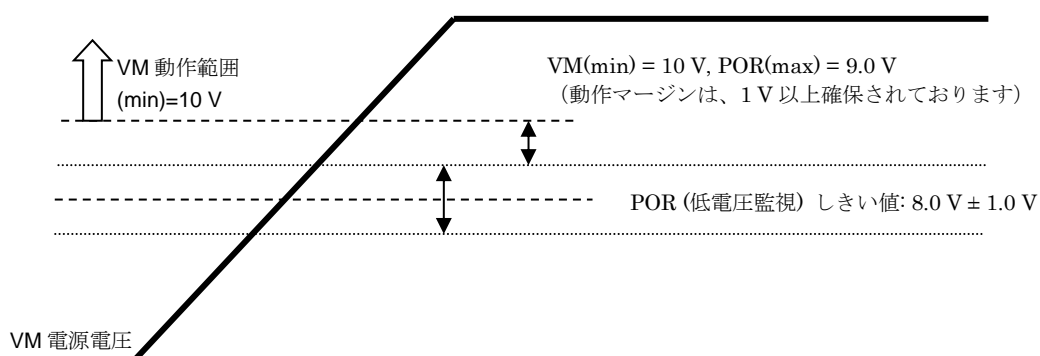 VM 動作範囲
(min)=10 V
VM(min) = 10 V, POR(max) = 9.0 V
（動作マージンは、1 V 以上確保されております）
POR (低電圧監視) しきい値: 8.0 V ± 1.0 V
VM 電源電圧